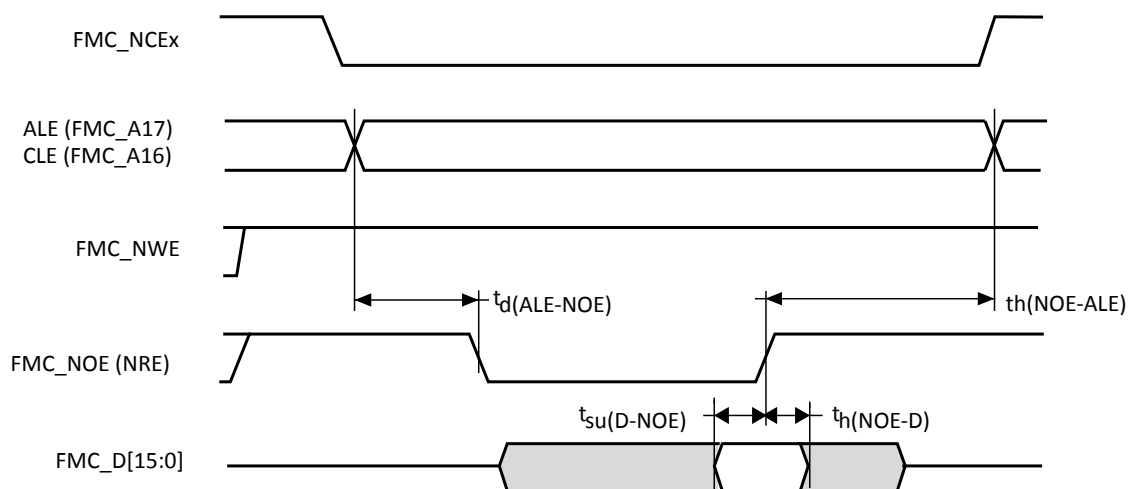 FMC_NCEx
ALE (FMC_A17)
CLE (FMC_A16)
FMC_NWE
td(ALE-NOE)
th(NOE-ALE)
FMC_NOE (NRE)
tsu(D-NOE)
th(NOE-D)
FMC_D[15:0]